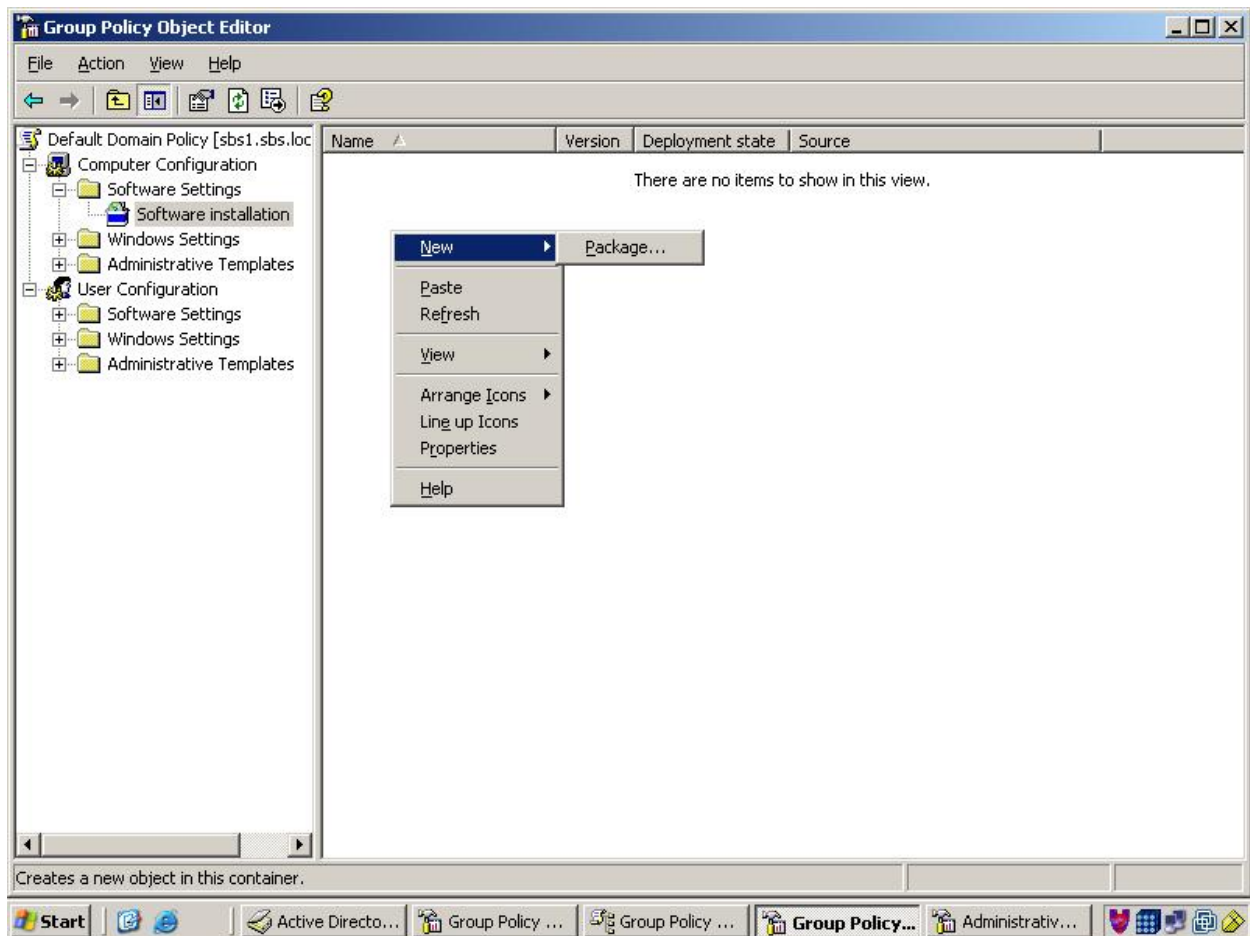 Group Policy Object Editor
File Action View Help
Default Domain Policy [sbs1.sbs.loc
Computer Configuration
Software Settings
Software installation
Windows Settings
Administrative Templates
User Configuration
Software Settings
Windows Settings
Administrative Templates
Name Version Deployment state Source
There are no items to show in this view.
New
Package...
Paste
Refresh
View
Arrange Icons
Line up Icons
Properties
Help
Creates a new object in this container.
Start Active Directo... Group Policy ... Group Policy ... Group Policy... Administrativ...